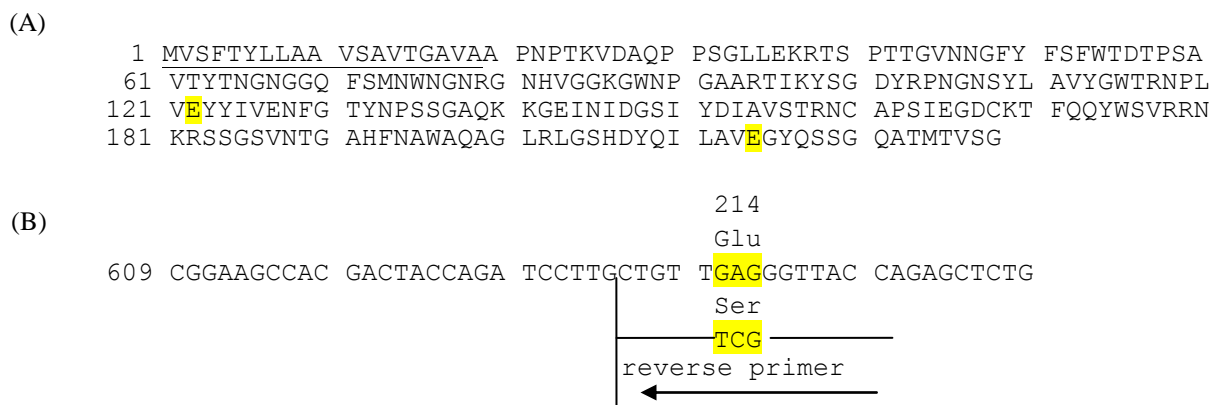 (A)
1 MVSFTYLLAA VSAVTGAVAA PNPTKVDAQP PSGLLEKRTS PTTGVNNGFY FSFWTDTPSA
61 VTYTNGNGGQ FSMNWNGNRG NHVGGKGWNP GAARTIKYSG DYRPNGNSYL AVYGWTRNPL
121 VEYYIVENFG TYNPSSGAQK KGEINIDGSI YDIAVSTRNC APSIEGDCKT FQQYWSVRRN
181 KRSSGSVNTG AHFNAWAQAG LRLGSHDYQI LAVEGYQSSG QATMTVSG
(B)
214
Glu
609 CGGAAGCCAC GACTACCAGA TCCTTGCTGT TGAGGGTTAC CAGAGCTCTG
Ser
TCG
reverse primer